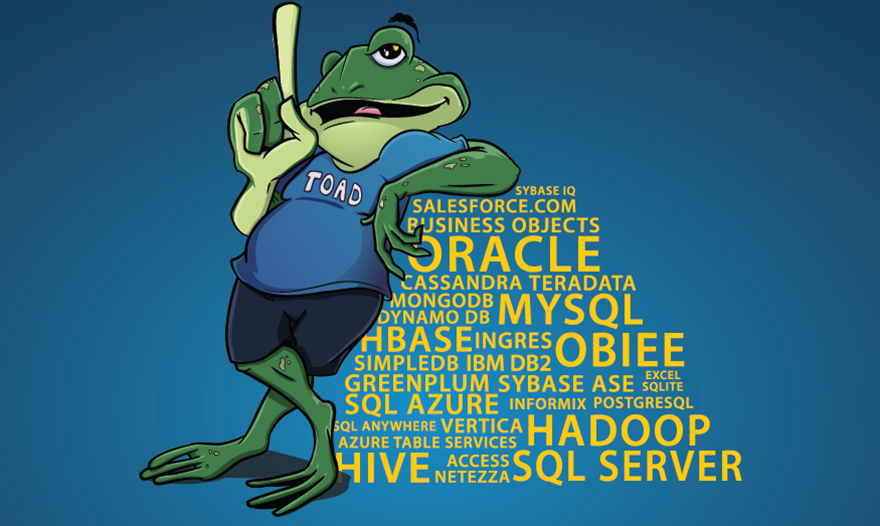 TOAD
SYBASE IQ
SALESFORCE.COM
BUSINESS OBJECTS
ORACLE
CASSANDRA TERADATA
MONGODB
DYNAMO DB
MYSQL
HBASE
INGRES
OBIEE
SIMPLEDB IBM DB2
GREENPLUM SYBASE ASE
EXCEL
SQLITE
SQL AZURE
INFORMIX POSTGRESQL
SQL ANYWHERE VERTICA
HADOOP
AZURE TABLE SERVICES
HIVE
ACCESS
NETEZZA
SQL SERVER